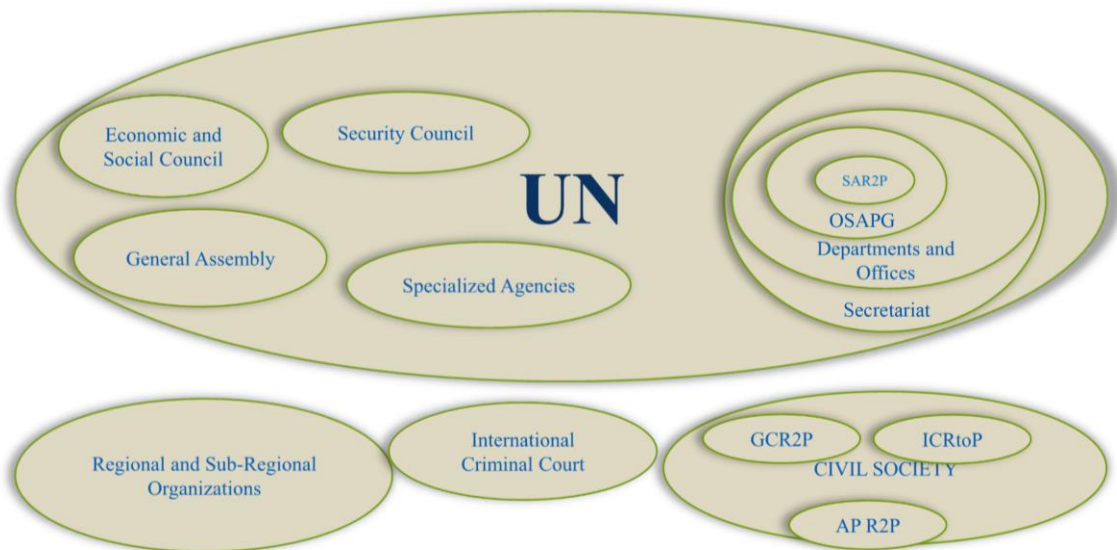 Economic and
Social Council
Security Council
UN
SAR2P
OSAPG
Departments and
Offices
Secretariat
General Assembly
Specialized Agencies
Regional and Sub-Regional
Organizations
International
Criminal Court
GCR2P
ICRtoP
CIVIL SOCIETY
AP R2P